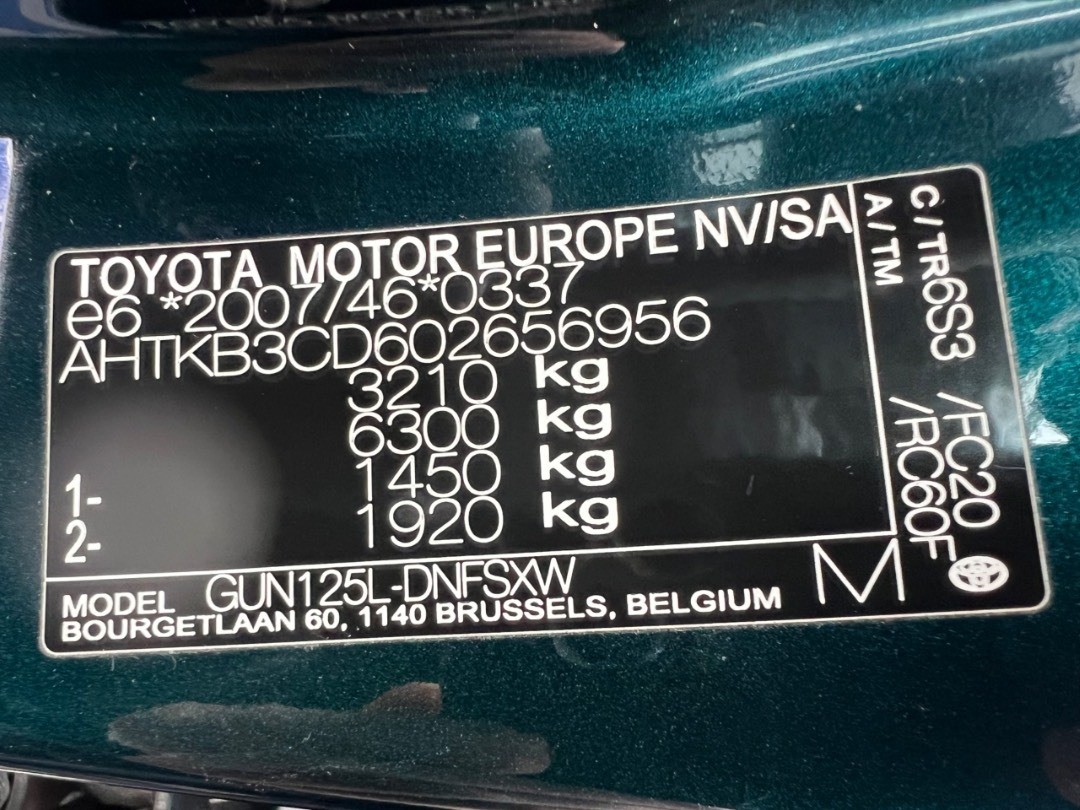 TOYOTA MOTOR EUROPE NV/SA
e6 *2007/46*0337
AHTKB3CD602656956
3210 kg
6300 kg
1- 1450 kg
2- 1920 kg
MODEL GUN125L-DNFSXW
BOURGETLAAN 60, 1140 BRUSSELS, BELGIUM
M
C/TR6S3 /FC20
A/TM /RC60F